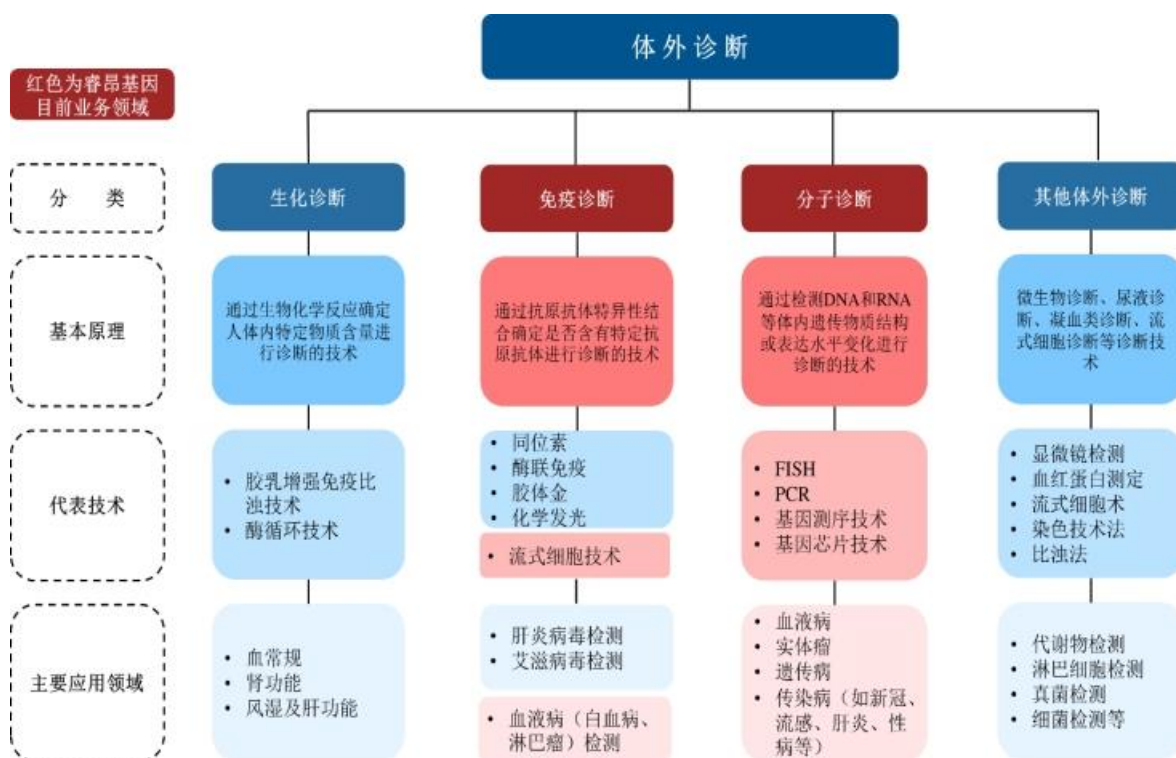 体外诊断
红色为睿昂基因
目前业务领域
分 类
生化诊断
免疫诊断
分子诊断
其他体外诊断
基本原理
通过生物化学反应确定
人体内特定物质含量进
行诊断的技术
通过抗原抗体特异性结
合确定是否含有特定抗
原抗体进行诊断的技术
通过检测DNA和RNA
等体内遗传物质结构
或表达水平变化进行
诊断的技术
微生物诊断、尿液诊
断、凝血类诊断、流
式细胞诊断等诊断技
术
代表技术
• 胶乳增强免疫比
浊技术
• 酶循环技术
• 同位素
• 酶联免疫
• 胶体金
• 化学发光
• 流式细胞技术
• FISH
• PCR
• 基因测序技术
• 基因芯片技术
• 显微镜检测
• 血红蛋白测定
• 流式细胞术
• 染色技术法
• 比浊法
主要应用领域
• 血常规
• 肾功能
• 风湿及肝功能
• 肝炎病毒检测
• 艾滋病毒检测
• 血液病（白血病、
淋巴瘤）检测
• 血液病
• 实体瘤
• 遗传病
• 传染病（如新冠、
流感、肝炎、性
病等）
• 代谢物检测
• 淋巴细胞检测
• 真菌检测
• 细菌检测等